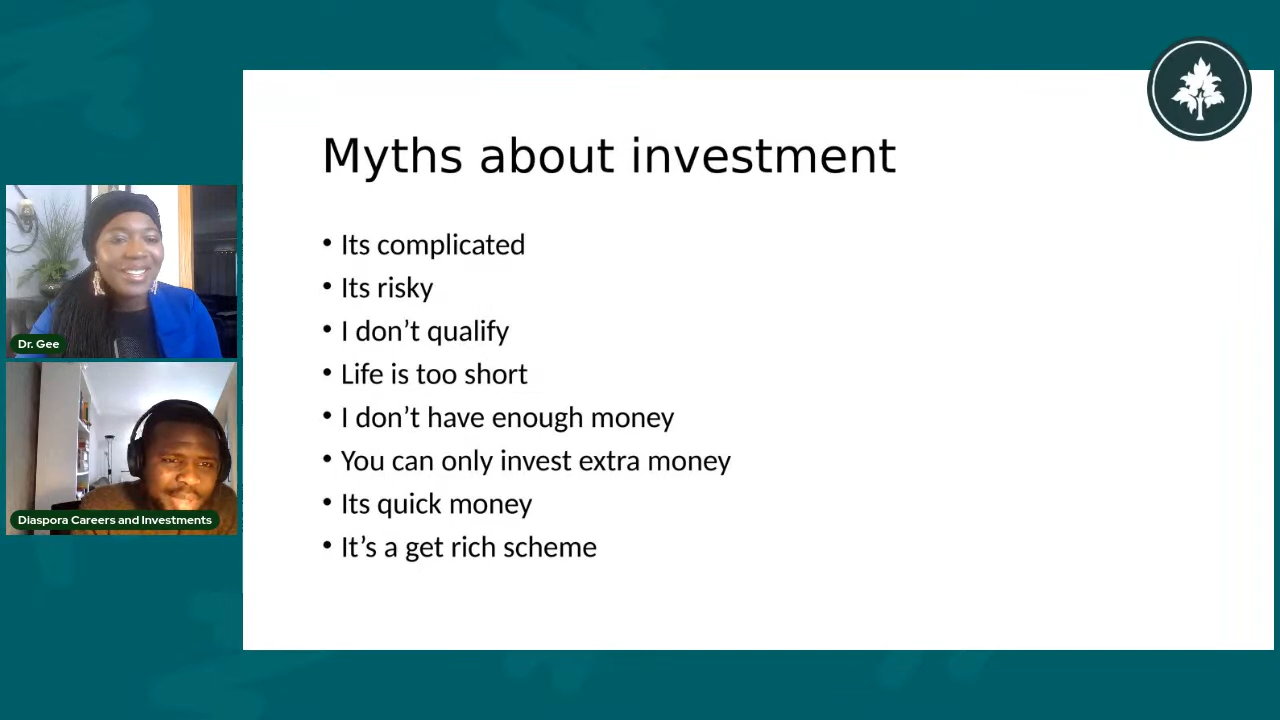 Myths about investment
• Its complicated
• Its risky
• I don’t qualify
• Life is too short
• I don’t have enough money
• You can only invest extra money
• Its quick money
• It’s a get rich scheme
Dr. Gee
Diaspora Careers and Investments